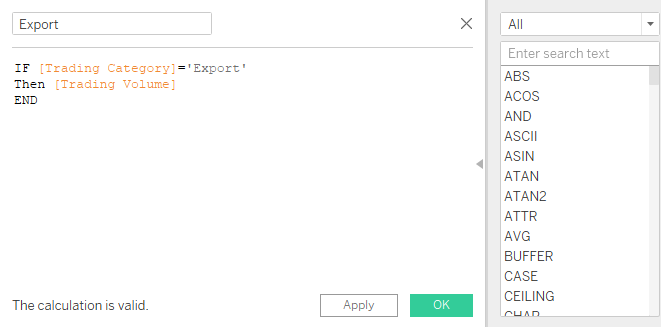 Export
All
Enter search text
IF [Trading Category]='Export'
Then [Trading Volume]
END
ABS
ACOS
AND
ASCII
ASIN
ATAN
ATAN2
ATTR
AVG
BUFFER
CASE
CEILING
CHAR
The calculation is valid.
Apply
OK